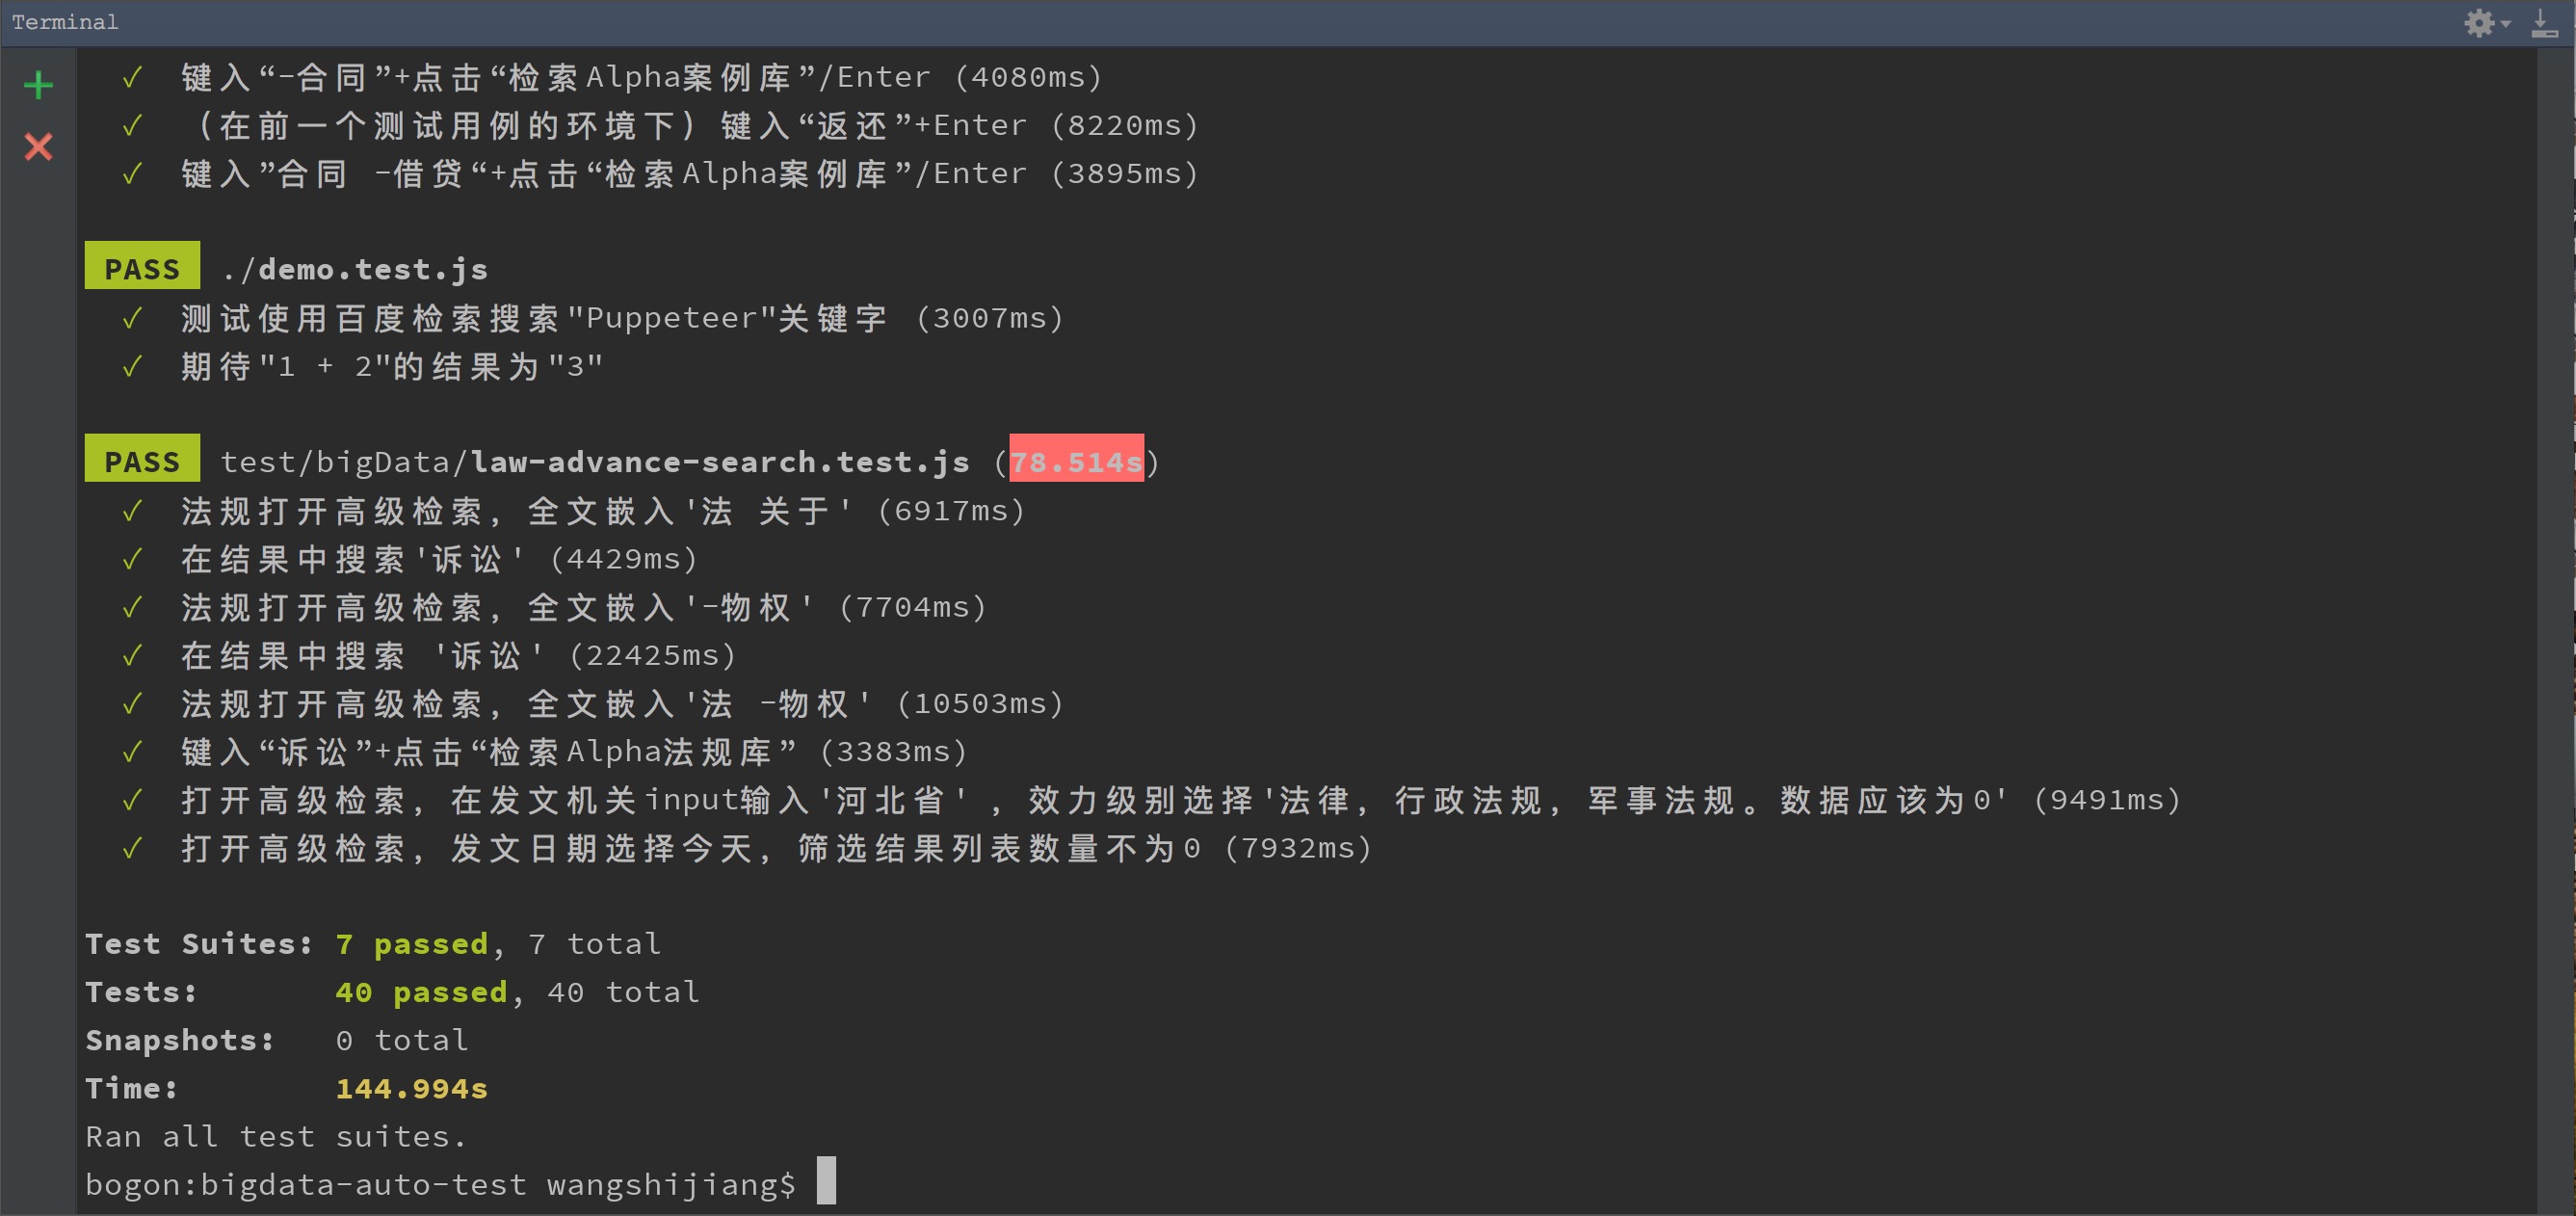 Terminal
✓ 键入“-合同”+点击“检索Alpha案例库”/Enter (4080ms)
✓ （在前一个测试用例的环境下）键入“返还”+Enter (8220ms)
✓ 键入”合同 -借贷“+点击“检索Alpha案例库”/Enter (3895ms)
PASS ./demo.test.js
✓ 测试使用百度检索搜索"Puppeteer"关键字 (3007ms)
✓ 期待"1 + 2"的结果为"3"
PASS test/bigData/law-advance-search.test.js (78.514s)
✓ 法规打开高级检索，全文嵌入'法 关于' (6917ms)
✓ 在结果中搜索'诉讼' (4429ms)
✓ 法规打开高级检索，全文嵌入'-物权' (7704ms)
✓ 在结果中搜索 '诉讼' (22425ms)
✓ 法规打开高级检索，全文嵌入'法 -物权' (10503ms)
✓ 键入“诉讼”+点击“检索Alpha法规库” (3383ms)
✓ 打开高级检索，在发文机关input输入'河北省' ，效力级别选择'法律，行政法规，军事法规。数据应该为0' (9491ms)
✓ 打开高级检索，发文日期选择今天，筛选结果列表数量不为0 (7932ms)
Test Suites: 7 passed, 7 total
Tests: 40 passed, 40 total
Snapshots: 0 total
Time: 144.994s
Ran all test suites.
bogon:bigdata-auto-test wangshijiang$